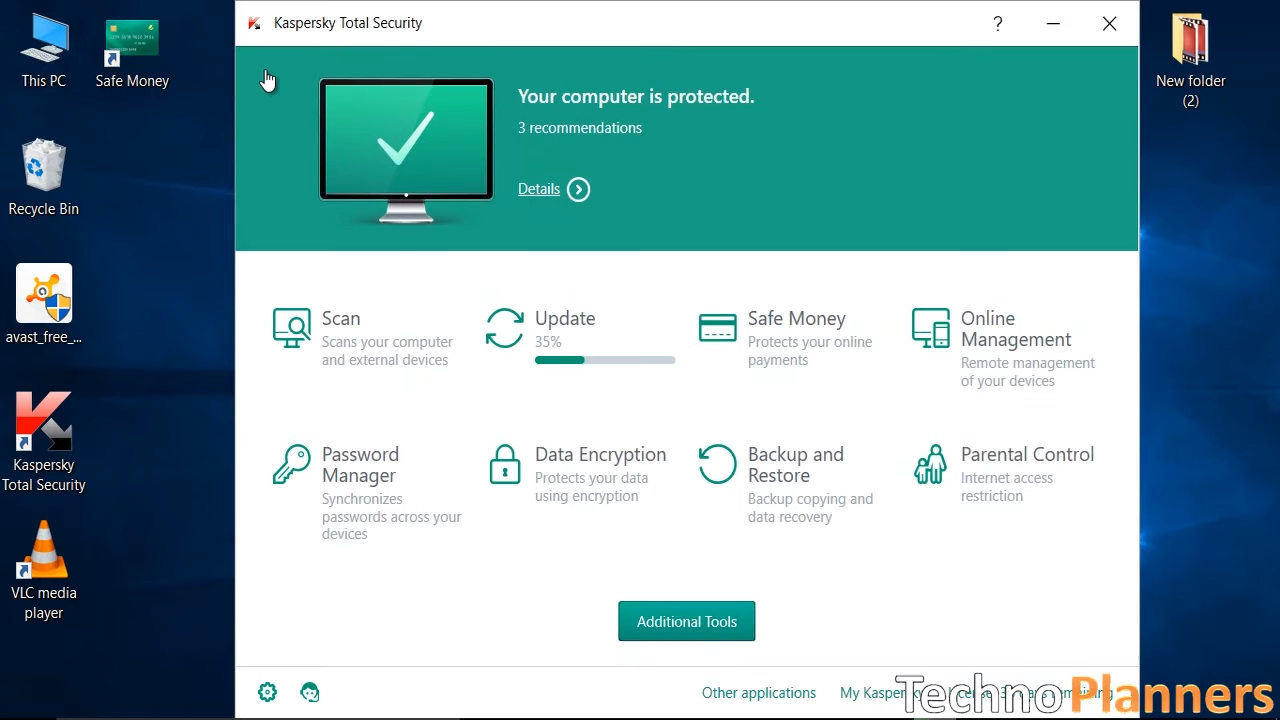 This PC
Safe Money
Recycle Bin
avast_free_...
Kaspersky
Total Security
VLC media
player
Kaspersky Total Security
?
Your computer is protected.
3 recommendations
Details
Scan
Scans your computer
and external devices
Update
35%
Safe Money
Protects your online
payments
Online
Management
Remote management
of your devices
Password
Manager
Synchronizes
passwords across your
devices
Data Encryption
Protects your data
using encryption
Backup and
Restore
Backup copying and
data recovery
Parental Control
Internet access
restriction
Additional Tools
Other applications
My
TechnoPlanners
New folder
(2)